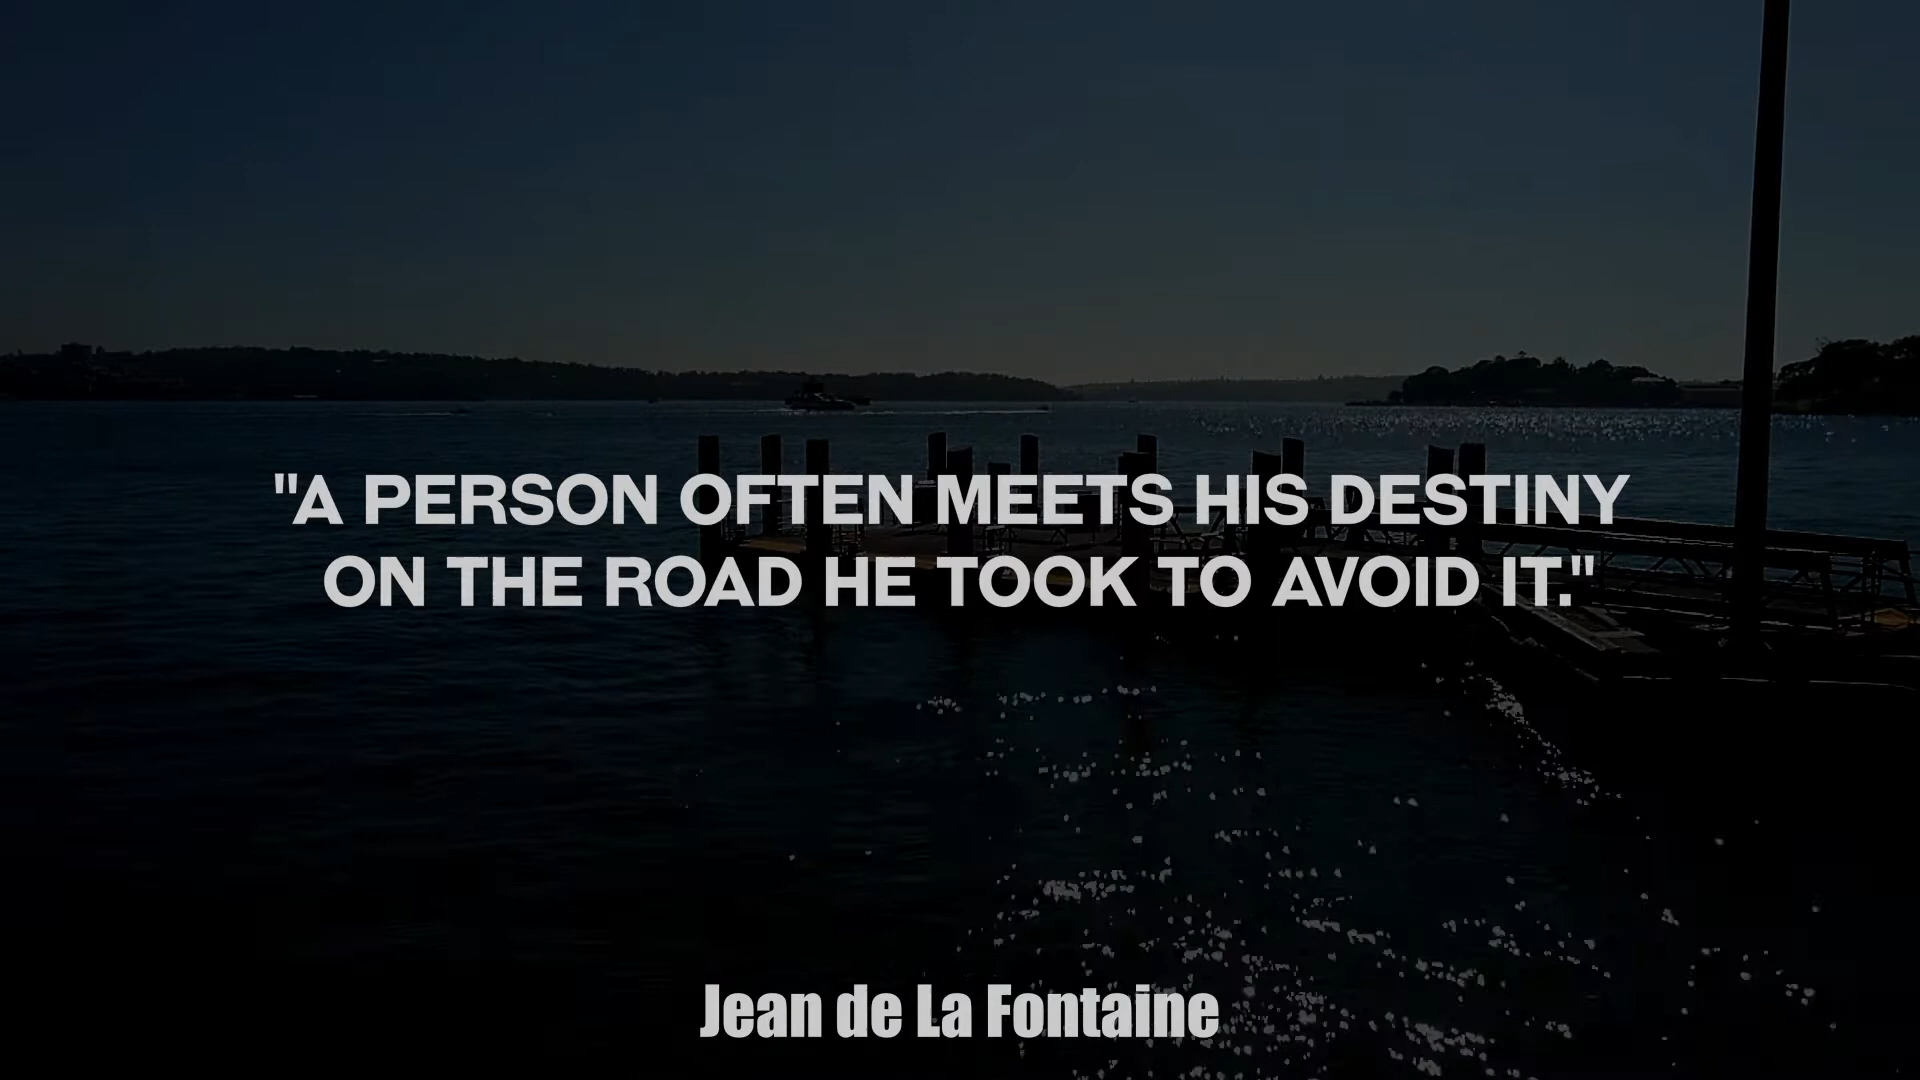 "A PERSON OFTEN MEETS HIS DESTINY
ON THE ROAD HE TOOK TO AVOID IT."
Jean de La Fontaine